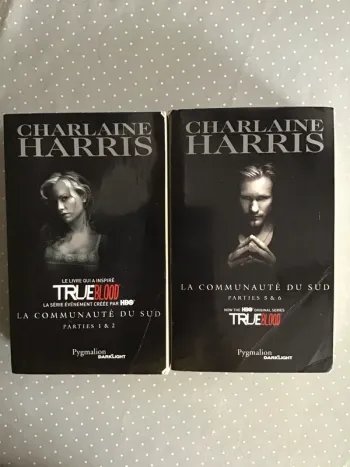 CHARLAINE
HARRIS
LE LIVRE QUI A INSPIRÉ
TRUEBLOOD
LA SÉRIE ÉVÉNEMENT CRÉÉE PAR HBO
LA COMMUNAUTÉ DU SUD
PARTIES 1 & 2
Pygmalion
DARKLIGHT
CHARLAINE
HARRIS
LA COMMUNAUTÉ DU SUD
PARTIES 5 & 6
NOW THE HBO ORIGINAL SERIES
TRUEBLOOD
Pygmalion
DARKLIGHT